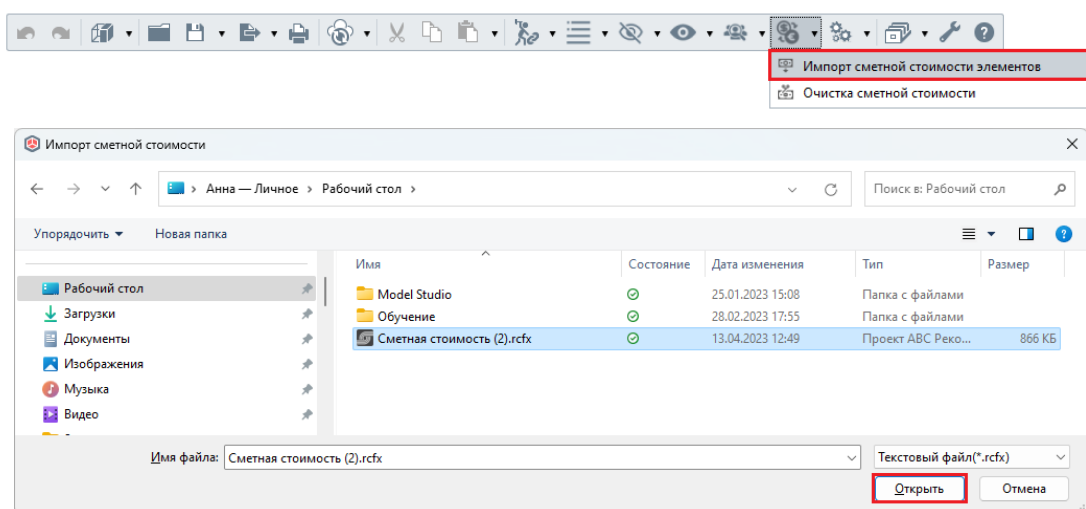 Импорт сметной стоимости элементов
Очистка сметной стоимости
Импорт сметной стоимости
Анна — Личное › Рабочий стол ›
Поиск в: Рабочий стол
Упорядочить
Новая папка
Имя Состояние Дата изменения Тип Размер
Рабочий стол
Загрузки
Документы
Изображения
Музыка
Видео
Model Studio 25.01.2023 15:08 Папка с файлами
Обучение 28.02.2023 17:55 Папка с файлами
Сметная стоимость (2).rcfx 13.04.2023 12:49 Проект ABC Реко... 866 КБ
Имя файла: Сметная стоимость (2).rcfx Текстовый файл(*.rcfx)
Открыть Отмена